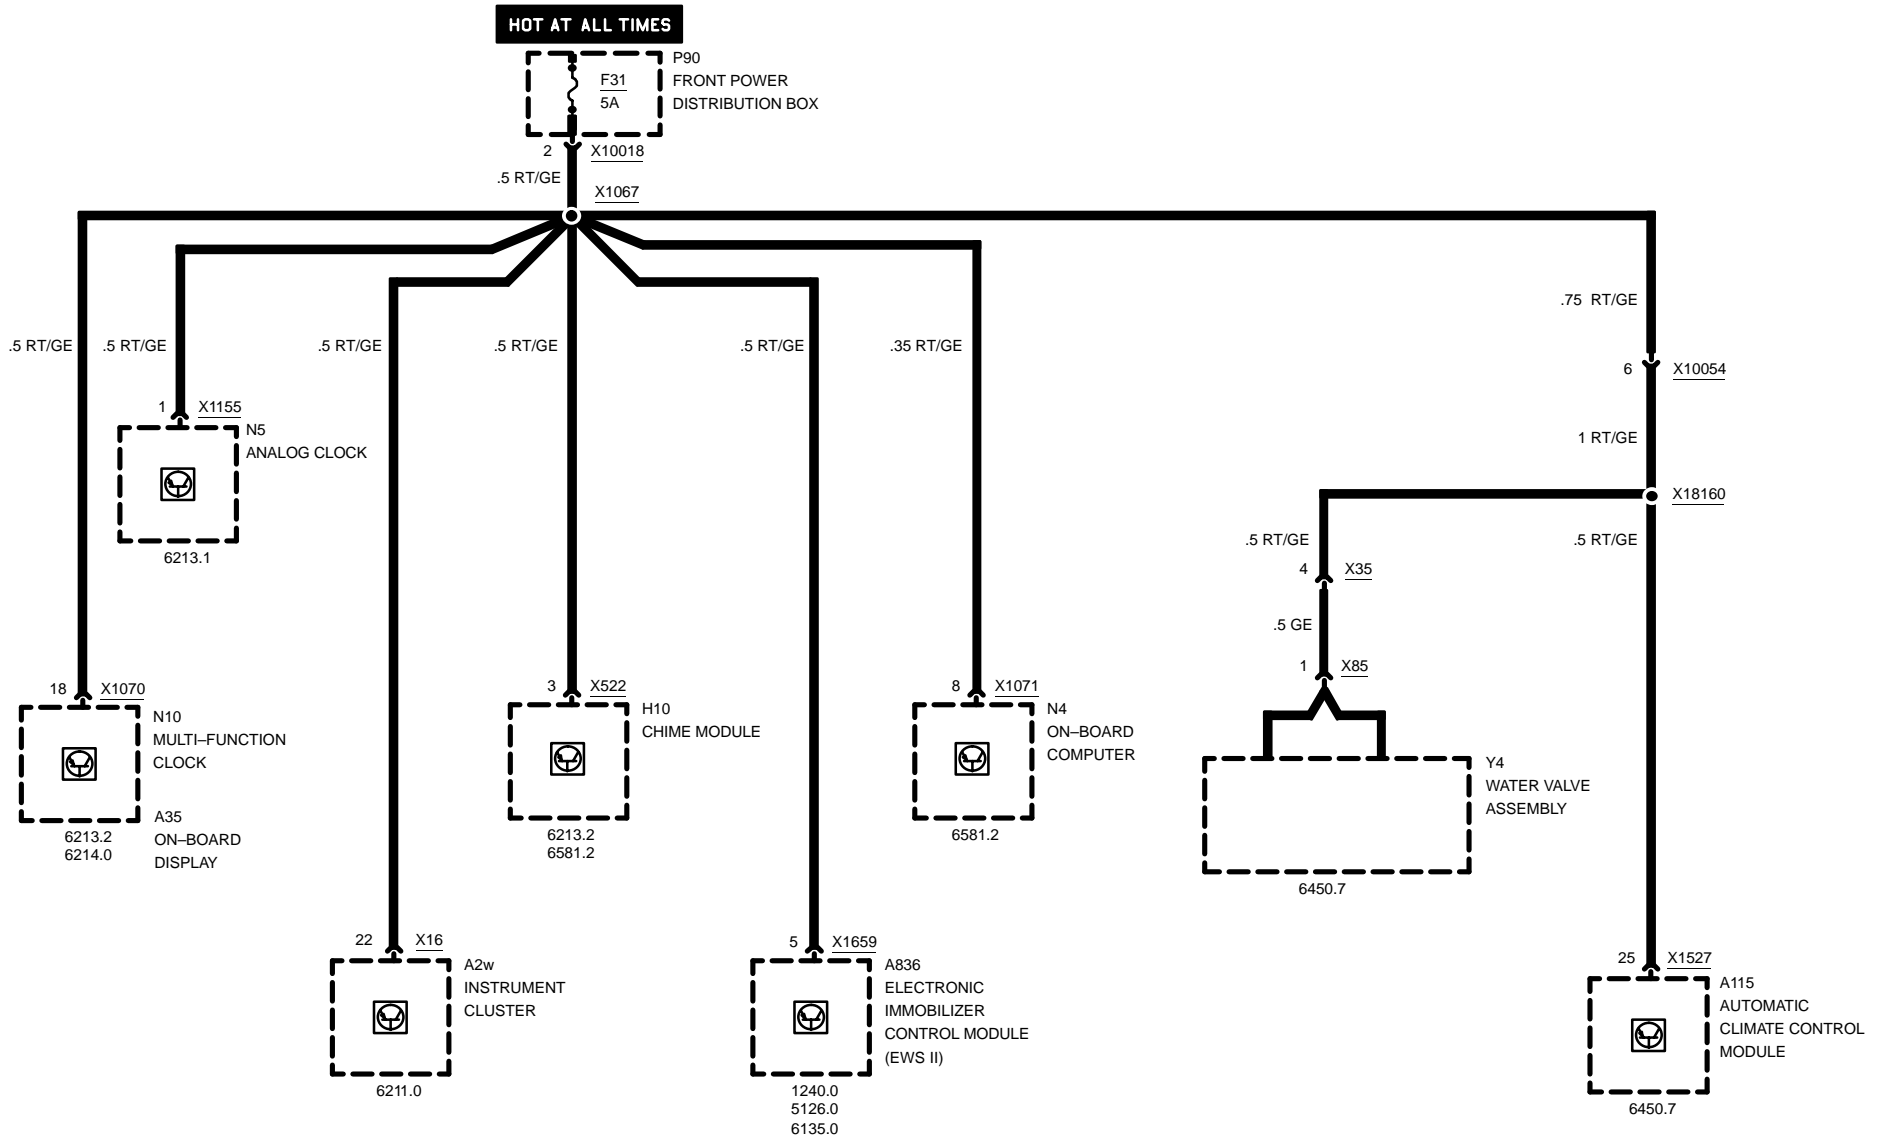 HOT AT ALL TIMES
P90
FRONT POWER
DISTRIBUTION BOX
F31
5A
2
X10018
.5 RT/GE
X1067
.75 RT/GE
.5 RT/GE
.5 RT/GE
.5 RT/GE
.5 RT/GE
.5 RT/GE
.35 RT/GE
6
X10054
1 RT/GE
1
X1155
N5
ANALOG CLOCK
6213.1
X18160
.5 RT/GE
.5 RT/GE
4
X35
.5 GE
1
X85
18
X1070
N10
MULTI–FUNCTION
CLOCK
A35
ON–BOARD
DISPLAY
6213.2
6214.0
3
X522
H10
CHIME MODULE
6213.2
6581.2
8
X1071
N4
ON–BOARD
COMPUTER
6581.2
Y4
WATER VALVE
ASSEMBLY
6450.7
22
X16
A2w
INSTRUMENT
CLUSTER
6211.0
5
X1659
A836
ELECTRONIC
IMMOBILIZER
CONTROL MODULE
(EWS II)
1240.0
5126.0
6135.0
25
X1527
A115
AUTOMATIC
CLIMATE CONTROL
MODULE
6450.7